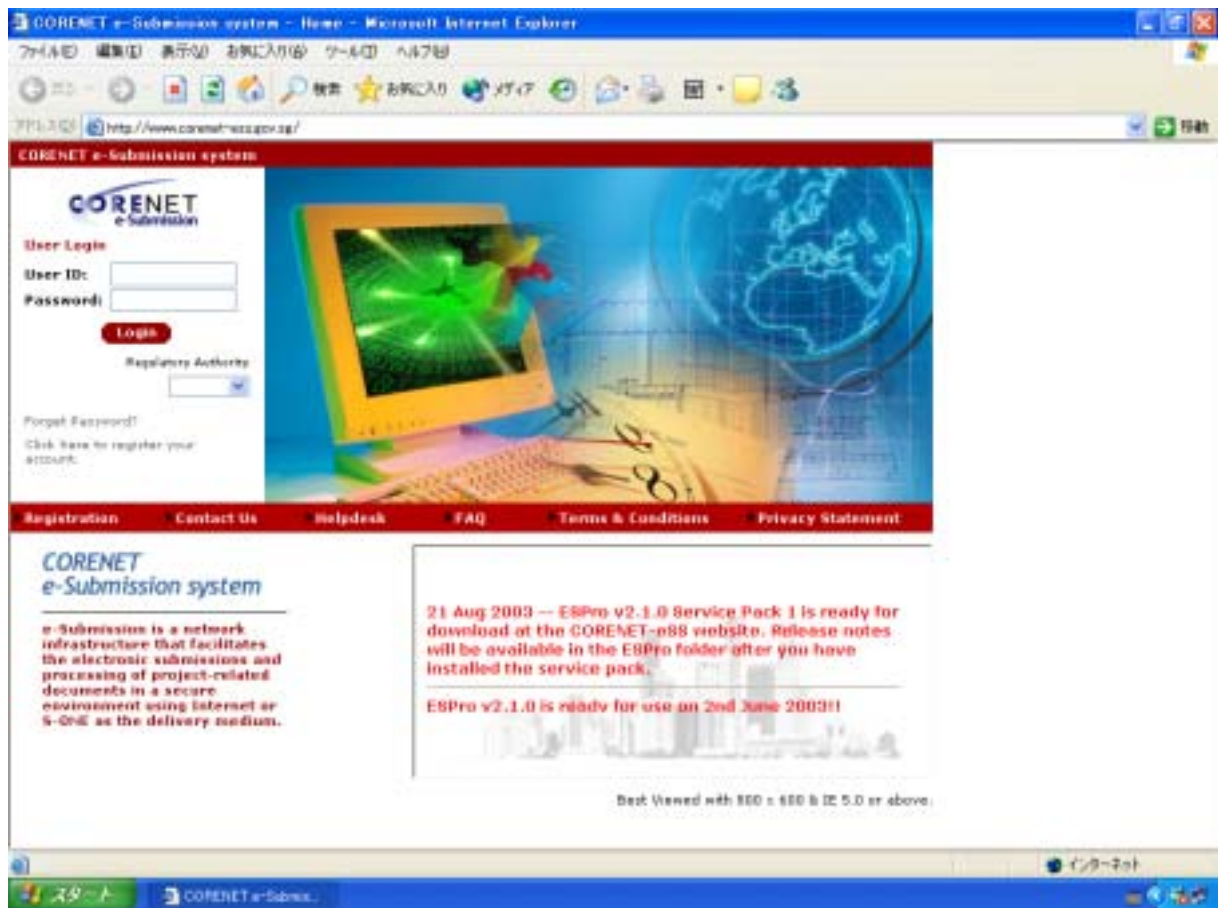 CORENET e-Submission system - Home - Microsoft Internet Explorer
ファイル(F) 編集(E) 表示(V) お気に入り(A) ツール(T) ヘルプ(H)
戻る 検索 お気に入り メディア
アドレス(D) http://www.corenet-ess.gov.sg/ 移動
CORENET e-Submission system
CORENET
e-Submission
User Login
User ID:
Password:
Login
Regulatory Authority
Forget Password?
Click here to register your
account.
Registration Contact Us Helpdesk FAQ Terms & Conditions Privacy Statement
CORENET
e-Submission system
e-Submission is a network
infrastructure that facilitates
the electronic submissions and
processing of project-related
documents in a secure
environment using Internet or
S-ONE as the delivery medium.
21 Aug 2003 -- ESPro v2.1.0 Service Pack 1 is ready for
download at the CORENET-eSS website. Release notes
will be available in the ESPro folder after you have
installed the service pack.
ESPro v2.1.0 is ready for use on 2nd June 2003!!
Best Viewed with 800 x 600 & IE 5.0 or above.
インターネット
スタート CORENET e-Submis...